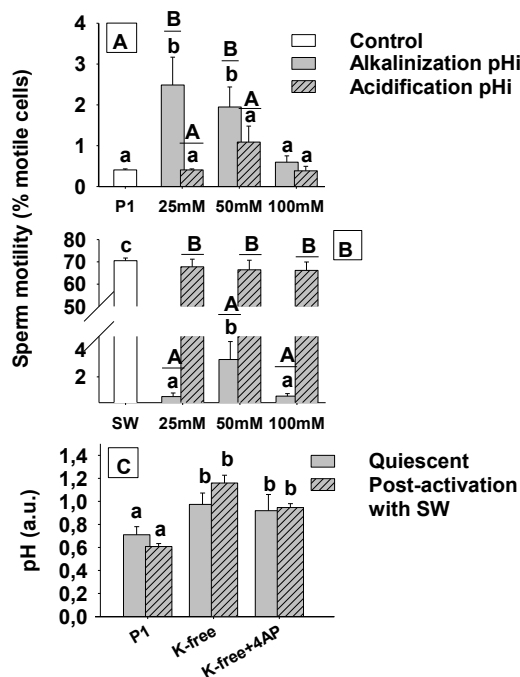 A
B
B
Control
Alkalinization pHi
Acidification pHi
b
b
A
A
a
a
a
a
a
5
4
3
2
1
0
P1 25mM 50mM 100mM
Sperm motility (% motile cells)
c
B
B
B
B
80
70
60
50
4
2
A
a
A
b
A
a
SW 25mM 50mM 100mM
C
Quiescent
Post-activation
with SW
a
a
b
b
b
b
1,4
1,2
1,0
0,8
0,6
0,4
0,2
0,0
pH (a.u.)
P1
K-free
K-free+4AP